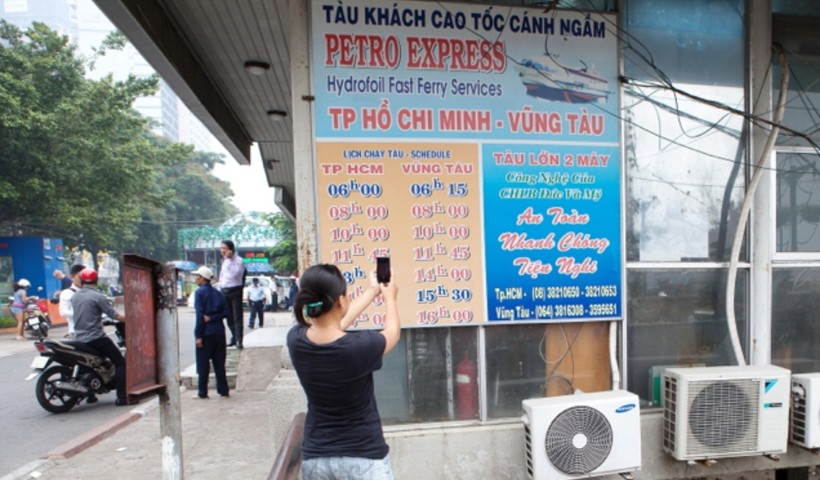 TÀU KHÁCH CAO TỐC CÁNH NGẦM
PETRO EXPRESS
Hydrofoil Fast Ferry Services
TP HỒ CHI MINH - VŨNG TÀU
LỊCH CHẠY TÀU - SCHEDULE
TP HCM VŨNG TÀU
06h00 06h15
08h00 08h00
10h00 10h00
11h45 11h45
14h00
15h30
16h00
TÀU LỚN 2 MÁY
Công Nghệ Của
CHLB Đức Và Mỹ
An Toàn
Nhanh Chóng
Tiện Nghi
Tp.HCM - (08) 38210650 - 38210653
Vũng Tàu - (064) 3816308 - 3595651
SAMSUNG